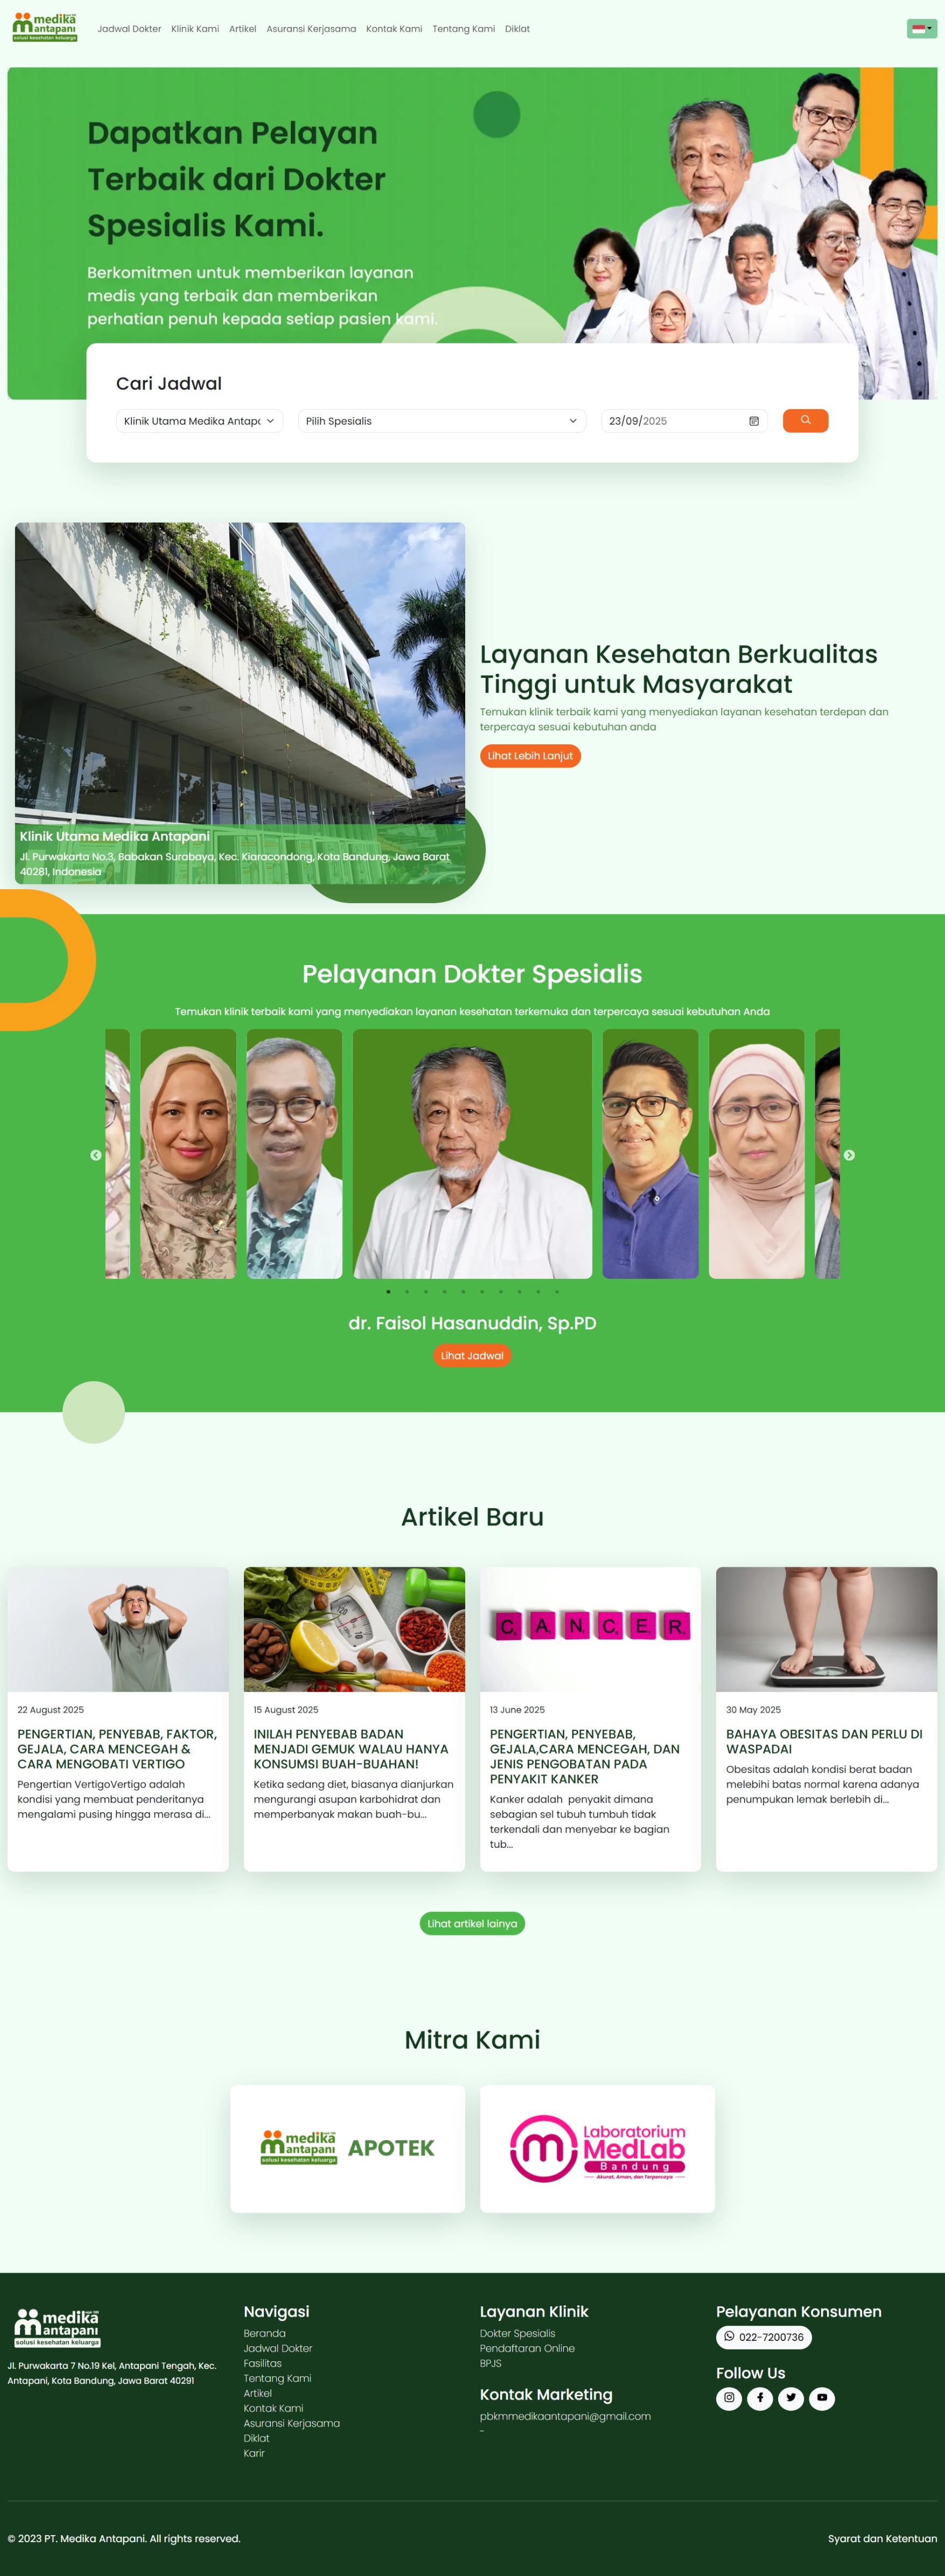 medika
antapani
solusi kesehatan keluarga
Jadwal Dokter Klinik Kami Artikel Asuransi Kerjasama Kontak Kami Tentang Kami Diklat
Dapatkan Pelayan
Terbaik dari Dokter
Spesialis Kami.
Berkomitmen untuk memberikan layanan
medis yang terbaik dan memberikan
perhatian penuh kepada setiap pasien kami.
Cari Jadwal
Klinik Utama Medika Antapo
Pilih Spesialis
23/09/2025
Klinik Utama Medika Antapani
Jl. Purwakarta No.3, Babakan Surabaya, Kec. Kiaracondong, Kota Bandung, Jawa Barat
40281, Indonesia
Layanan Kesehatan Berkualitas
Tinggi untuk Masyarakat
Temukan klinik terbaik kami yang menyediakan layanan kesehatan terdepan dan
terpercaya sesuai kebutuhan anda
Lihat Lebih Lanjut
Pelayanan Dokter Spesialis
Temukan klinik terbaik kami yang menyediakan layanan kesehatan terkemuka dan terpercaya sesuai kebutuhan Anda
dr. Faisol Hasanuddin, Sp.PD
Lihat Jadwal
Artikel Baru
22 August 2025
PENGERTIAN, PENYEBAB, FAKTOR,
GEJALA, CARA MENCEGAH &
CARA MENGOBATI VERTIGO
Pengertian VertigoVertigo adalah
kondisi yang membuat penderitanya
mengalami pusing hingga merasa di...
15 August 2025
INILAH PENYEBAB BADAN
MENJADI GEMUK WALAU HANYA
KONSUMSI BUAH-BUAHAN!
Ketika sedang diet, biasanya dianjurkan
mengurangi asupan karbohidrat dan
memperbanyak makan buah-bu...
CANCER
13 June 2025
PENGERTIAN, PENYEBAB,
GEJALA,CARA MENCEGAH, DAN
JENIS PENGOBATAN PADA
PENYAKIT KANKER
Kanker adalah  penyakit dimana
sebagian sel tubuh tumbuh tidak
terkendali dan menyebar ke bagian
tub...
30 May 2025
BAHAYA OBESITAS DAN PERLU DI
WASPADAI
Obesitas adalah kondisi berat badan
melebihi batas normal karena adanya
penumpukan lemak berlebih di...
Lihat artikel lainya
Mitra Kami
medika
antapani
solusi kesehatan keluarga
APOTEK
Laboratorium
MedLab
Bandung
Akurat, Aman, dan Terpercaya
medika
antapani
solusi kesehatan keluarga
Jl. Purwakarta 7 No.19 Kel, Antapani Tengah, Kec.
Antapani, Kota Bandung, Jawa Barat 40291
Navigasi
Beranda
Jadwal Dokter
Fasilitas
Tentang Kami
Artikel
Kontak Kami
Asuransi Kerjasama
Diklat
Karir
Layanan Klinik
Dokter Spesialis
Pendaftaran Online
BPJS
Kontak Marketing
pbkmmedikaantapani@gmail.com
-
Pelayanan Konsumen
022-7200736
Follow Us
© 2023 PT. Medika Antapani. All rights reserved.
Syarat dan Ketentuan